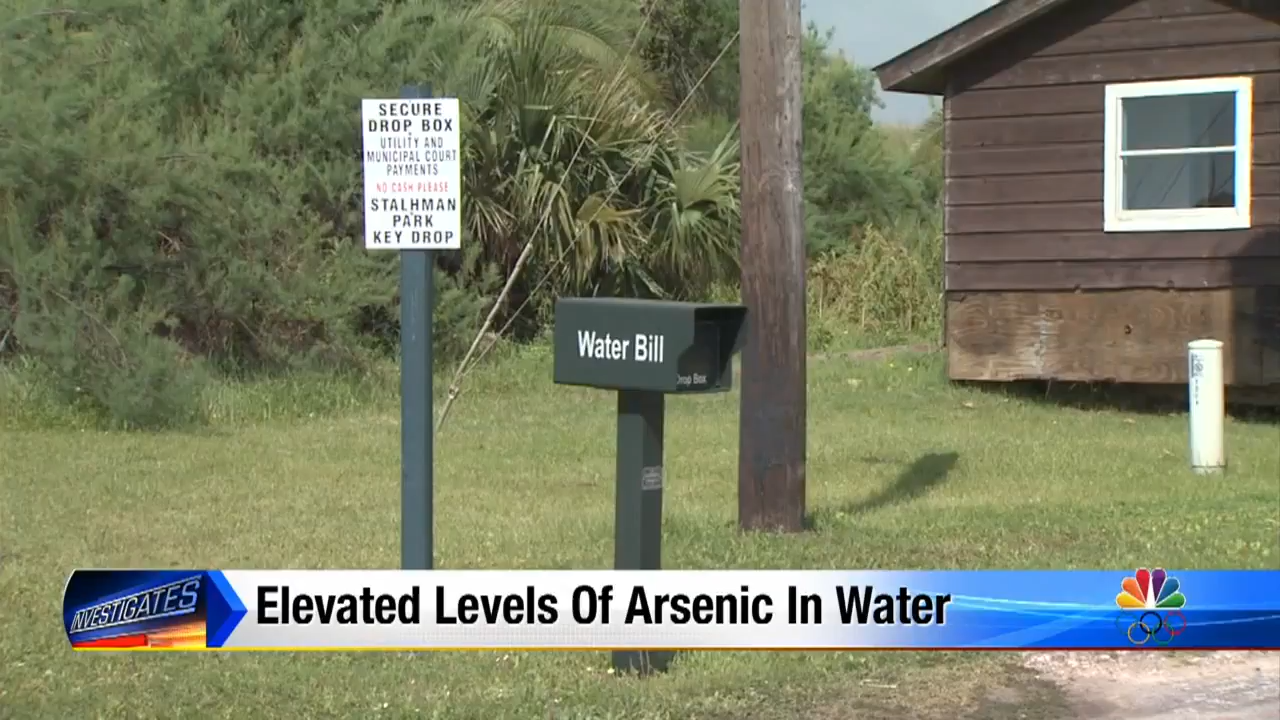 SECURE
DROP BOX
UTILITY AND
MUNICIPAL COURT
PAYMENTS
NO CASH PLEASE
STALHMAN
PARK
KEY DROP
Water Bill
Drop Box
INVESTIGATES
Elevated Levels Of Arsenic In Water